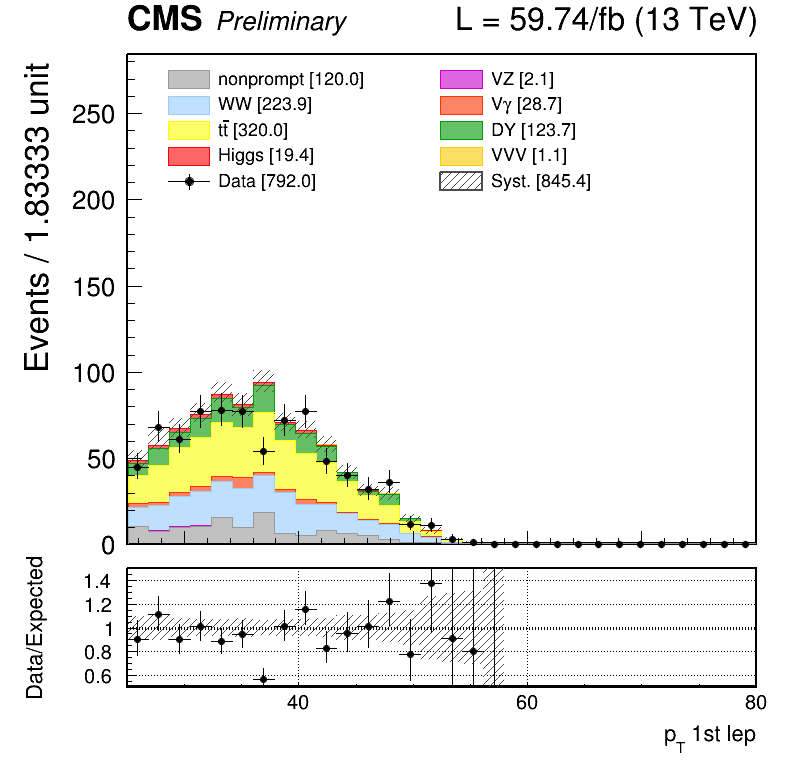 CMS Preliminary L = 59.74/fb (13 TeV)
Events / 1.83333 unit
250
200
150
100
50
0
nonprompt [120.0] VZ [2.1]
WW [223.9] Vγ [28.7]
tt̄ [320.0] DY [123.7]
Higgs [19.4] VVV [1.1]
Data [792.0] Syst. [845.4]
Data/Expected
1.4
1.2
1
0.8
0.6
40 60 80
p_T 1st lep